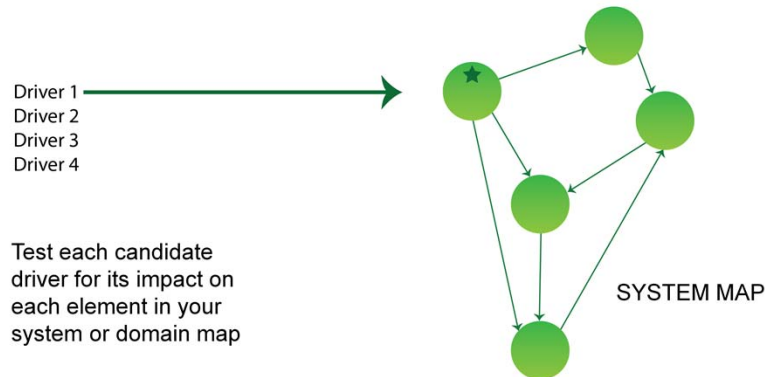 Driver 1
Driver 2
Driver 3
Driver 4
Test each candidate
driver for its impact on
each element in your
system or domain map
SYSTEM MAP